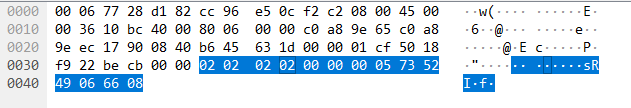 0000 00 06 77 28 d1 82 cc 96 e5 0c f2 c2 08 00 45 00 ··w(···· ······E·
0010 00 36 10 bc 40 00 80 06 00 00 c0 a8 9e 65 c0 a8 ·6··@··· ·····e··
0020 9e ec 17 90 08 40 b6 45 63 1d 00 00 01 cf 50 18 ·····@·E c·····P·
0030 f9 22 be cb 00 00 02 02 02 02 00 00 00 05 73 52 ·"······ ······sR
0040 49 06 66 08 I·f·